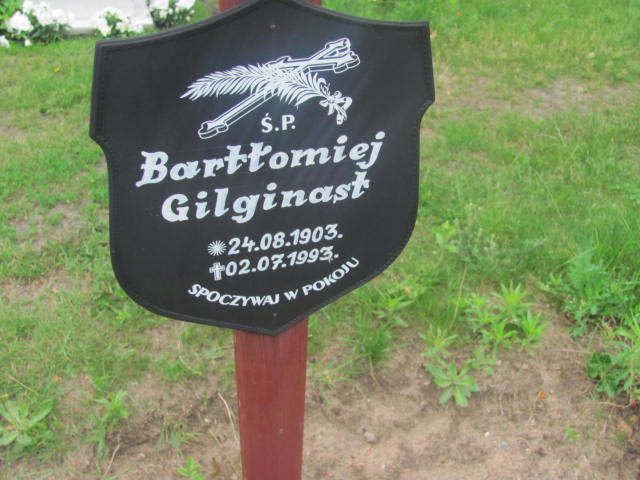 Ś.P.
Bartłomiej
Gilginast
24.08.1903.
02.07.1993.
SPOCZYWAJ W POKOJU